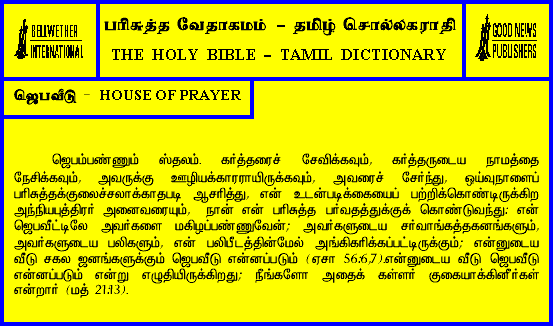 BELLWETHER
INTERNATIONAL
பரிசுத்த வேதாகமம் - தமிழ் சொல்லகராதி
THE HOLY BIBLE - TAMIL DICTIONARY
GOOD NEWS
PUBLISHERS
ஜெபவீடு - HOUSE OF PRAYER
ஜெபம்பண்ணும் ஸ்தலம். கர்த்தரைச் சேவிக்கவும், கர்த்தருடைய நாமத்தை
நேசிக்கவும், அவருக்கு ஊழியக்காரராயிருக்கவும், அவரைச் சேர்ந்து, ஓய்வுநாளைப்
பரிசுத்தக்குலைச்சலாக்காதபடி ஆசரித்து, என் உடன்படிக்கையைப் பற்றிக்கொண்டிருக்கிற
அந்நியபுத்திரர் அனைவரையும், நான் என் பரிசுத்த பர்வதத்துக்குக் கொண்டுவந்து: என்
ஜெபவீட்டிலே அவர்களை மகிழப்பண்ணுவேன்; அவர்களுடைய சர்வாங்கத்தகனங்களும்,
அவர்களுடைய பலிகளும், என் பலிபீடத்தின்மேல் அங்கிகரிக்கப்பட்டிருக்கும்; என்னுடைய
வீடு சகல ஜனங்களுக்கும் ஜெபவீடு என்னப்படும் (ஏசா 56:6,7).என்னுடைய வீடு ஜெபவீடு
என்னப்படும் என்று எழுதியிருக்கிறது; நீங்களோ அதைக் கள்ளர் குகையாக்கினீர்கள்
என்றார் (மத் 21:13).